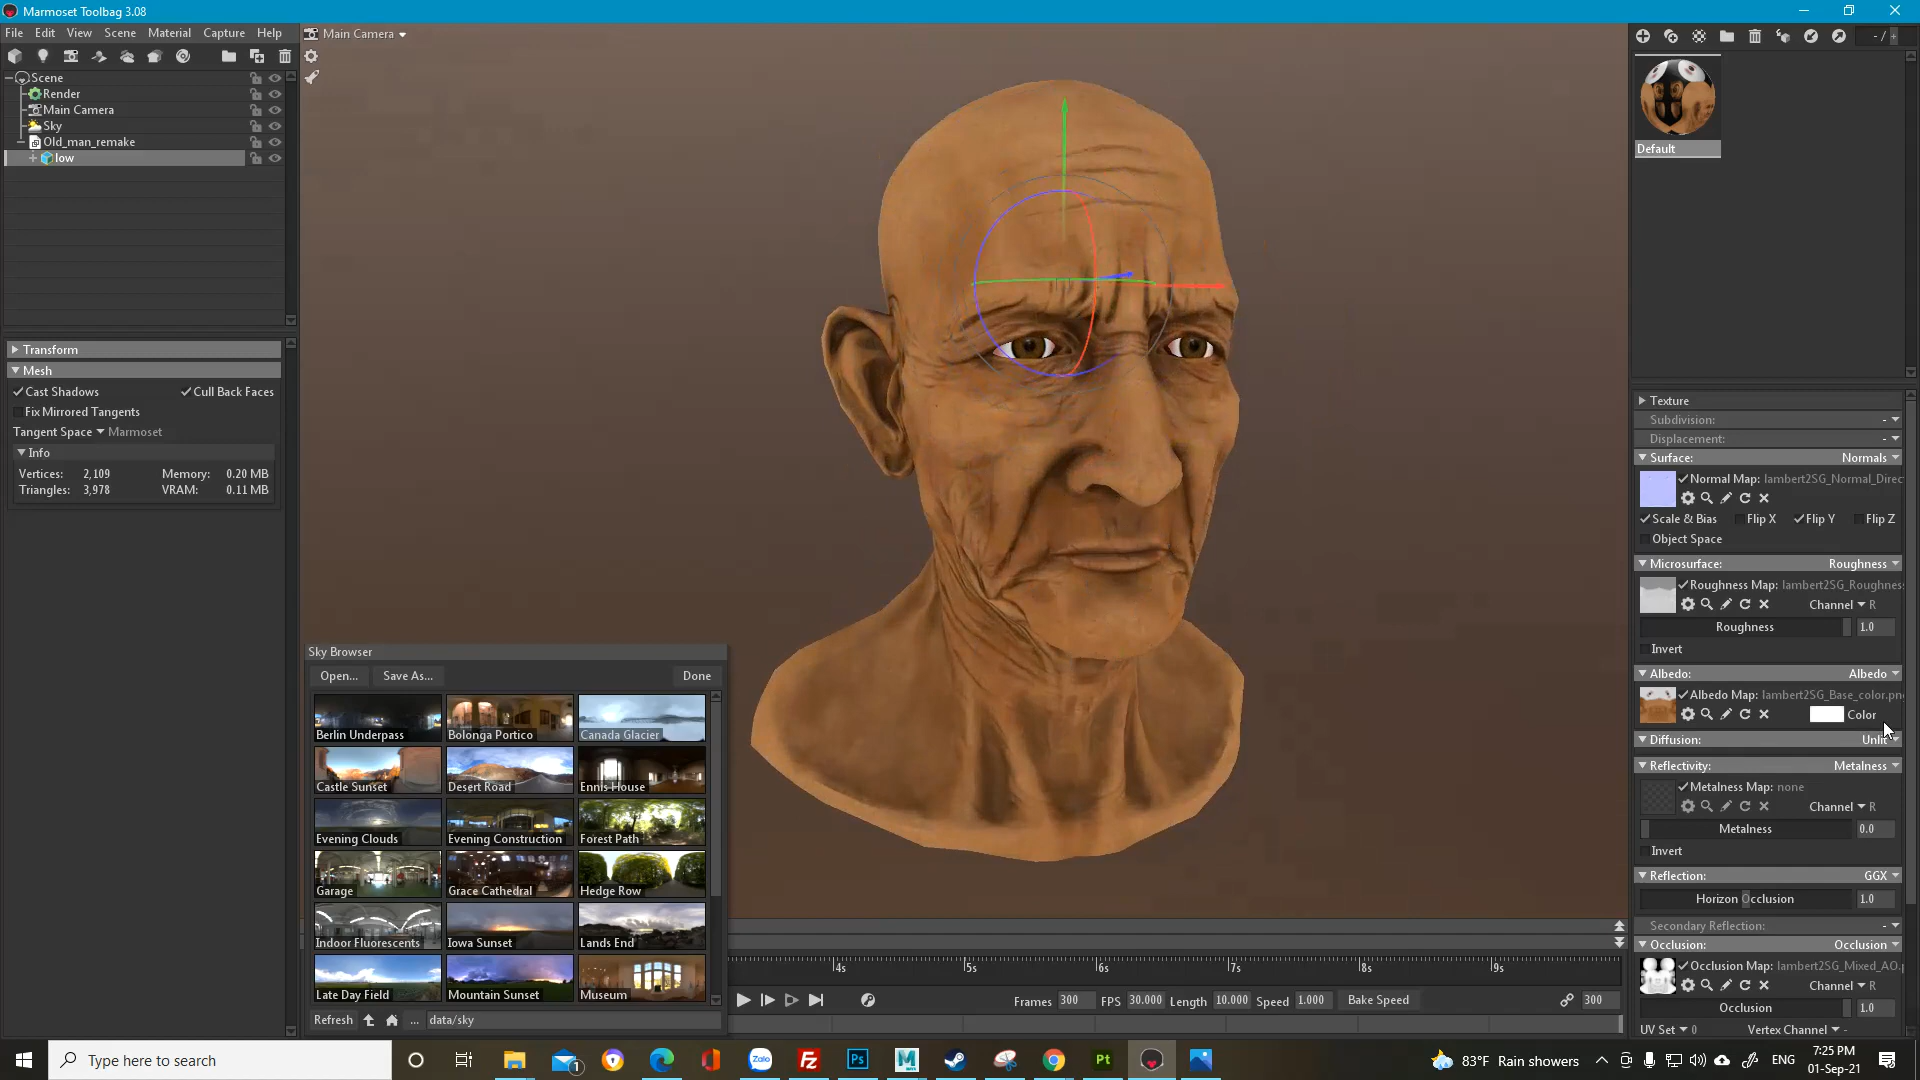 Marmoset Toolbag 3.08
File Edit View Scene Material Capture Help
Main Camera
- / +
Scene
Render
Main Camera
Sky
Old_man_remake
low
Default
Transform
Mesh
Cast Shadows Cull Back Faces
Fix Mirrored Tangents
Tangent Space Marmoset
Info
Vertices: 2,109 Memory: 0.20 MB
Triangles: 3,978 VRAM: 0.11 MB
Texture
Subdivision: -
Displacement: -
Surface: Normals
Normal Map: lambert2SG_Normal_Direc
Scale & Bias Flip X Flip Y Flip Z
Object Space
Microsurface: Roughness
Roughness Map: lambert2SG_Roughness
Channel R
Roughness 1.0
Invert
Albedo: Albedo
Albedo Map: lambert2SG_Base_color.png
Color
Diffusion: Unlit
Reflectivity: Metalness
Metalness Map: none
Channel R
Metalness 0.0
Invert
Reflection: GGX
Horizon Occlusion 1.0
Secondary Reflection: -
Occlusion: Occlusion
Occlusion Map: lambert2SG_Mixed_AO.p
Channel R
Occlusion 1.0
UV Set 0 Vertex Channel -
Sky Browser
Open... Save As... Done
Berlin Underpass Bolonga Portico Canada Glacier
Castle Sunset Desert Road Ennis House
Evening Clouds Evening Construction Forest Path
Garage Grace Cathedral Hedge Row
Indoor Fluorescents Iowa Sunset Lands End
Late Day Field Mountain Sunset Museum
Refresh ... data/sky
4s 5s 6s 7s 8s 9s
Frames 300 FPS 30.000 Length 10.000 Speed 1.000 Bake Speed 300
Type here to search
1
Zalo
Fz
Ps
M
Pt
83°F Rain showers
ENG
7:25 PM
01-Sep-21